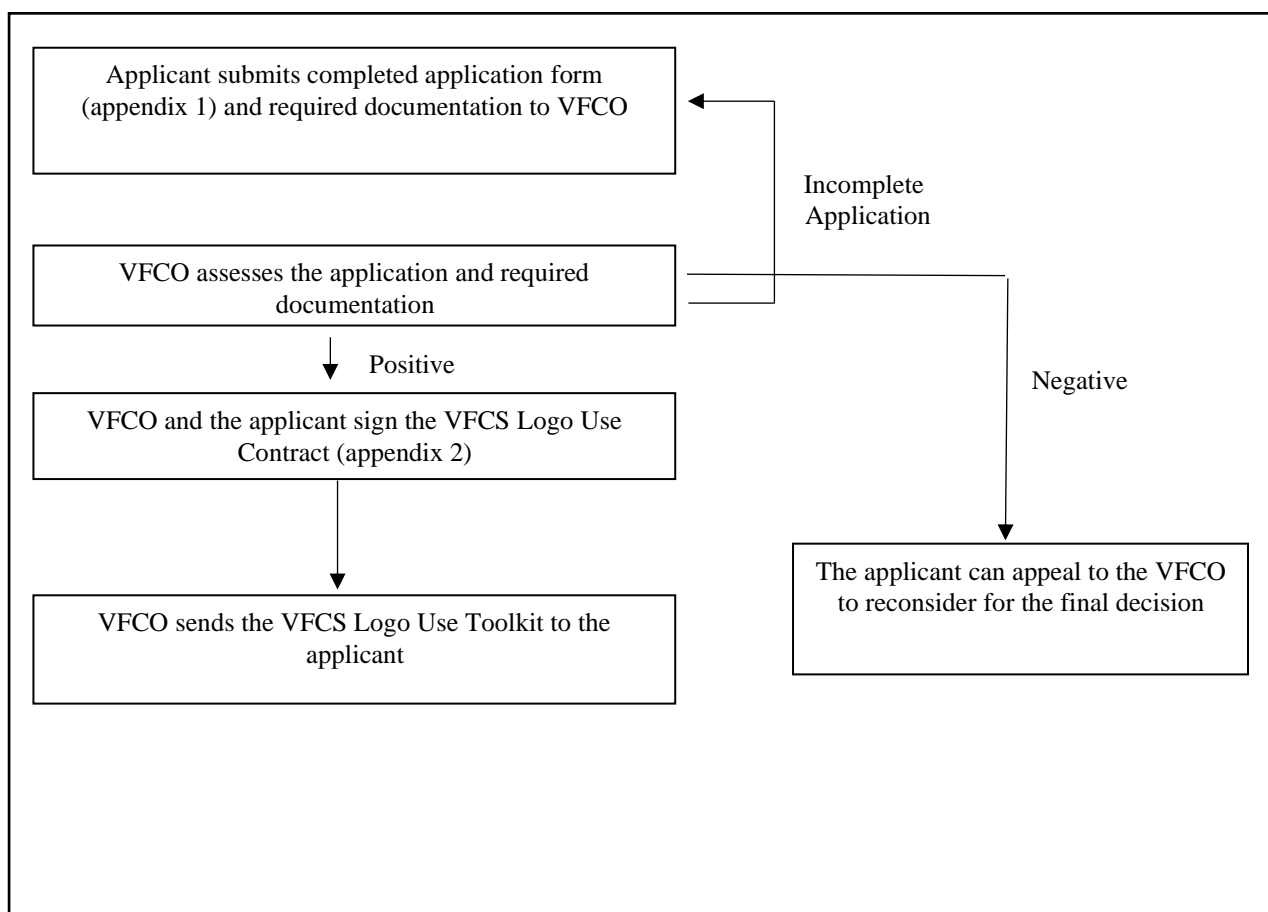 Applicant submits completed application form
(appendix 1) and required documentation to VFCO
Incomplete
Application
VFCO assesses the application and required
documentation
Positive
Negative
VFCO and the applicant sign the VFCS Logo Use
Contract (appendix 2)
The applicant can appeal to the VFCO
to reconsider for the final decision
VFCO sends the VFCS Logo Use Toolkit to the
applicant